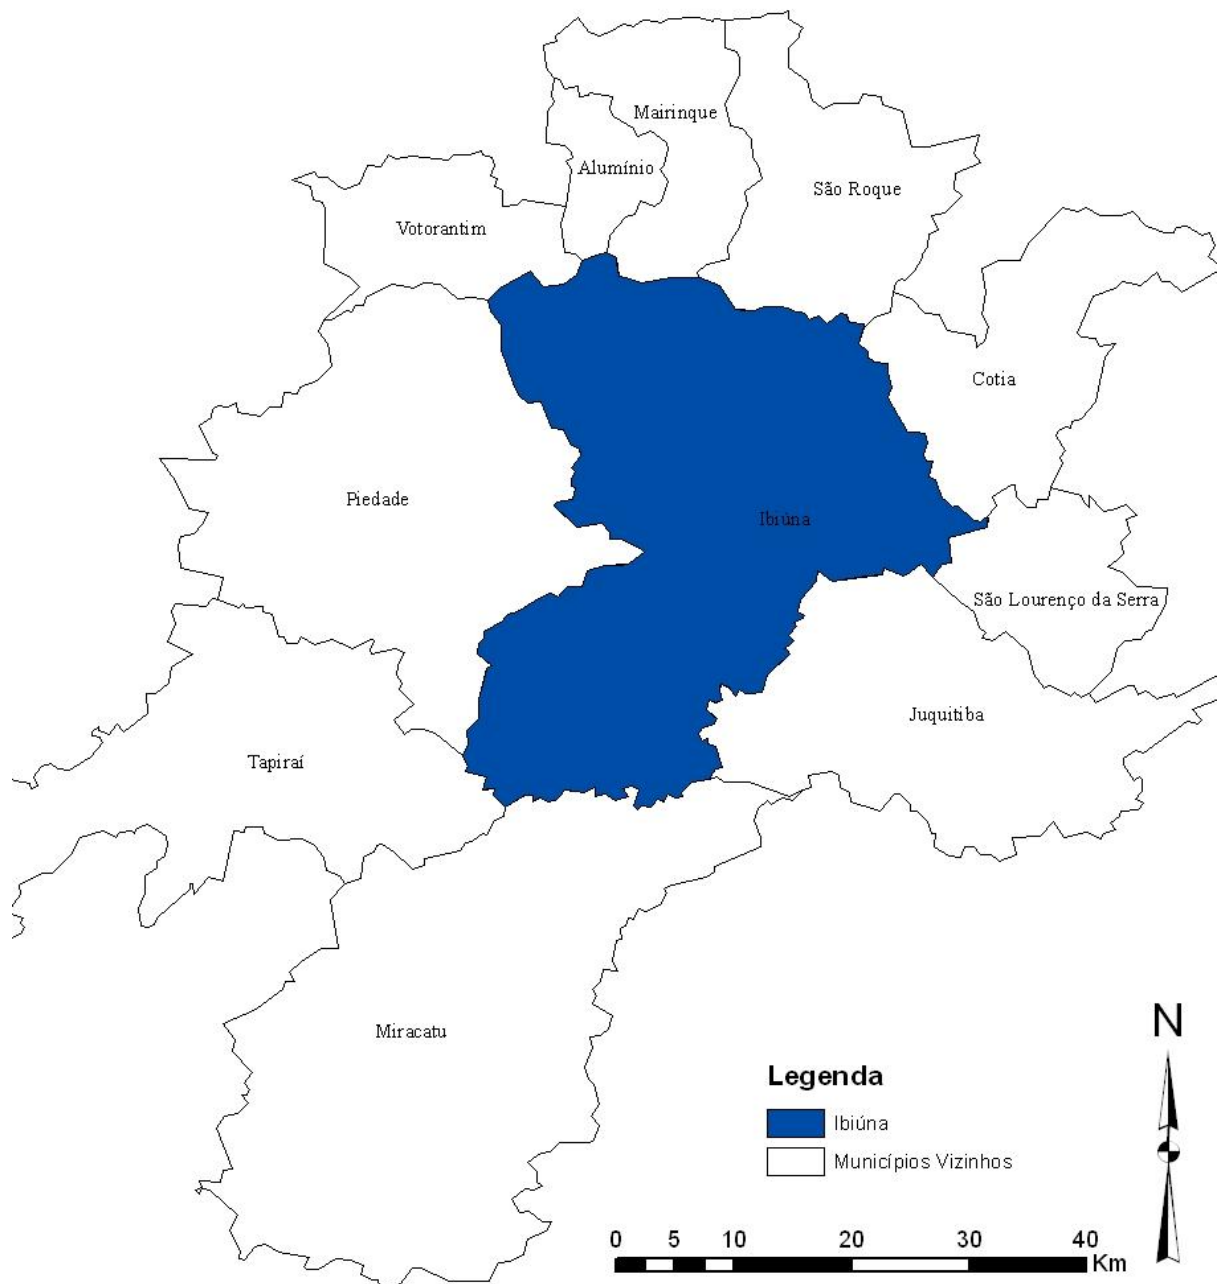 Mairinque
Alumínio
São Roque
Votorantim
Cotia
Piedade
Ibiúna
São Lourenço da Serra
Juquitiba
Tapiraí
Miracatu
N
Legenda
Ibiúna
Municípios Vizinhos
0 5 10 20 30 40
Km